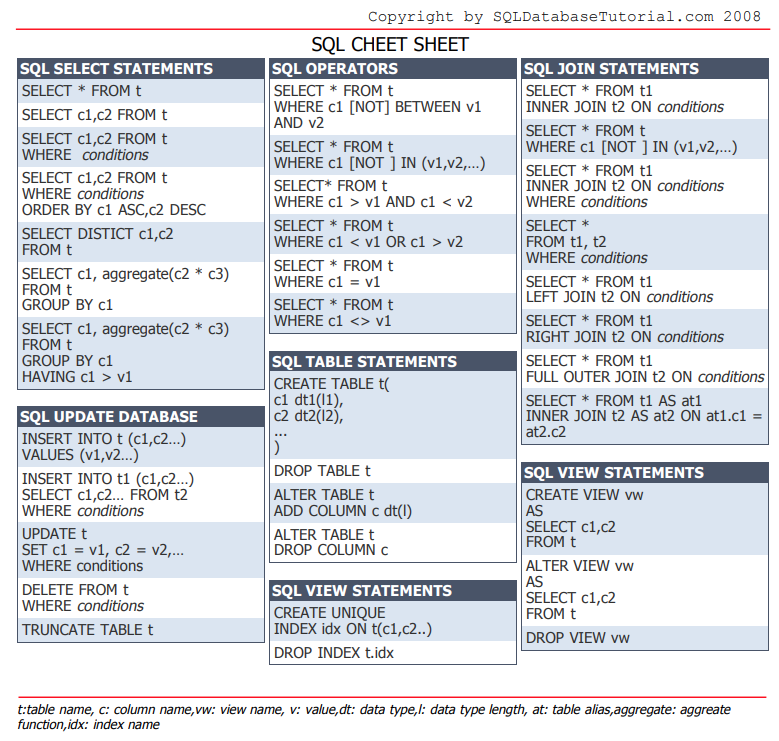 Copyright by SQLDatabaseTutorial.com 2008
SQL CHEET SHEET
SQL SELECT STATEMENTS
SELECT * FROM t
SELECT c1,c2 FROM t
SELECT c1,c2 FROM t
WHERE conditions
SELECT c1,c2 FROM t
WHERE conditions
ORDER BY c1 ASC,c2 DESC
SELECT DISTICT c1,c2
FROM t
SELECT c1, aggregate(c2 * c3)
FROM t
GROUP BY c1
SELECT c1, aggregate(c2 * c3)
FROM t
GROUP BY c1
HAVING c1 > v1
SQL UPDATE DATABASE
INSERT INTO t (c1,c2…)
VALUES (v1,v2…)
INSERT INTO t1 (c1,c2…)
SELECT c1,c2… FROM t2
WHERE conditions
UPDATE t
SET c1 = v1, c2 = v2,…
WHERE conditions
DELETE FROM t
WHERE conditions
TRUNCATE TABLE t
SQL OPERATORS
SELECT * FROM t
WHERE c1 [NOT] BETWEEN v1
AND v2
SELECT * FROM t
WHERE c1 [NOT ] IN (v1,v2,…)
SELECT* FROM t
WHERE c1 > v1 AND c1 < v2
SELECT * FROM t
WHERE c1 < v1 OR c1 > v2
SELECT * FROM t
WHERE c1 = v1
SELECT * FROM t
WHERE c1 <> v1
SQL TABLE STATEMENTS
CREATE TABLE t(
c1 dt1(l1),
c2 dt2(l2),
...
)
DROP TABLE t
ALTER TABLE t
ADD COLUMN c dt(l)
ALTER TABLE t
DROP COLUMN c
SQL VIEW STATEMENTS
CREATE UNIQUE
INDEX idx ON t(c1,c2..)
DROP INDEX t.idx
SQL JOIN STATEMENTS
SELECT * FROM t1
INNER JOIN t2 ON conditions
SELECT * FROM t
WHERE c1 [NOT ] IN (v1,v2,…)
SELECT * FROM t1
INNER JOIN t2 ON conditions
WHERE conditions
SELECT *
FROM t1, t2
WHERE conditions
SELECT * FROM t1
LEFT JOIN t2 ON conditions
SELECT * FROM t1
RIGHT JOIN t2 ON conditions
SELECT * FROM t1
FULL OUTER JOIN t2 ON conditions
SELECT * FROM t1 AS at1
INNER JOIN t2 AS at2 ON at1.c1 =
at2.c2
SQL VIEW STATEMENTS
CREATE VIEW vw
AS
SELECT c1,c2
FROM t
ALTER VIEW vw
AS
SELECT c1,c2
FROM t
DROP VIEW vw
t:table name, c: column name,vw: view name, v: value,dt: data type,l: data type length, at: table alias,aggregate: aggreate
function,idx: index name